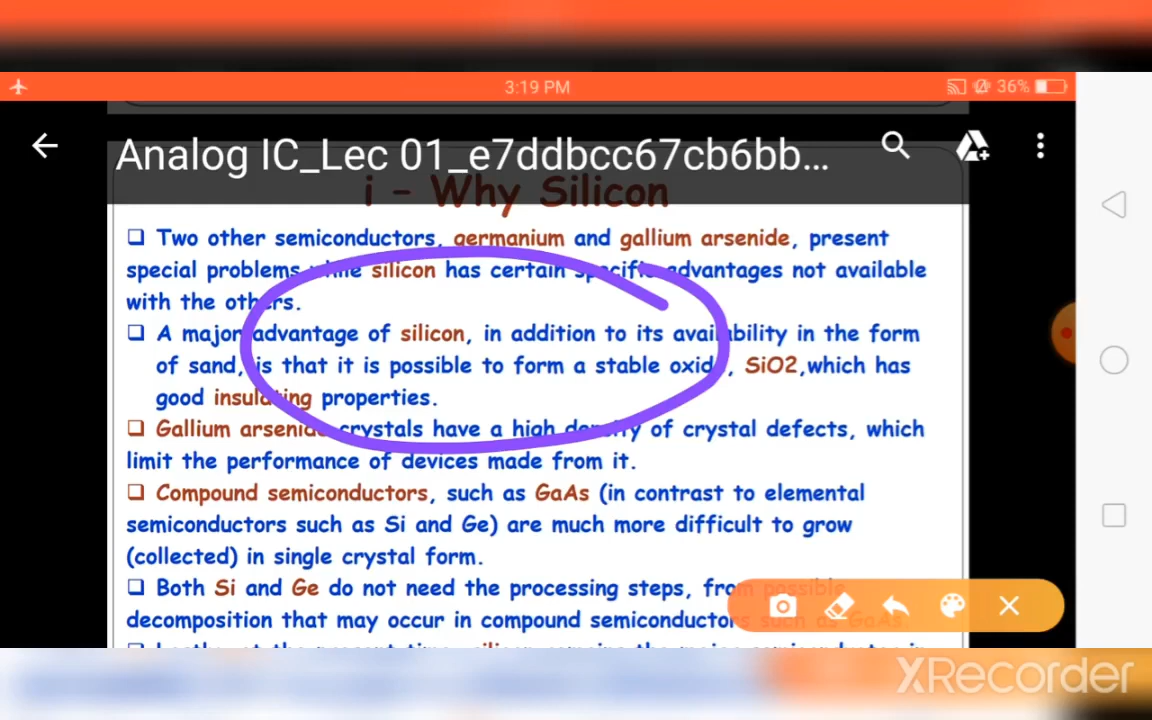 3:19 PM
36%
Analog IC_Lec 01_e7ddbcc67cb6bb...
i - Why Silicon
Two other semiconductors, germanium and gallium arsenide, present
special problems while silicon has certain specific advantages not available
with the others.
A major advantage of silicon, in addition to its availability in the form
of sand, is that it is possible to form a stable oxide, SiO2,which has
good insulating properties.
Gallium arsenide crystals have a high density of crystal defects, which
limit the performance of devices made from it.
Compound semiconductors, such as GaAs (in contrast to elemental
semiconductors such as Si and Ge) are much more difficult to grow
(collected) in single crystal form.
Both Si and Ge do not need the processing steps, from possible
decomposition that may occur in compound semiconductors such as GaAs
XRecorder